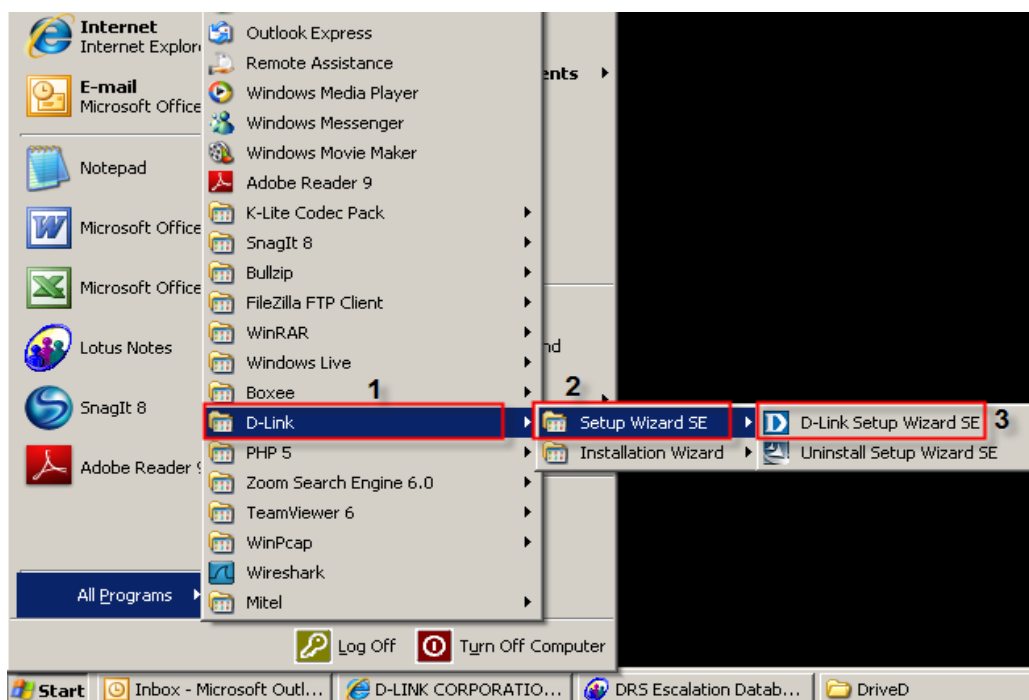 Internet
Internet Explor
E-mail
Microsoft Office
Notepad
Microsoft Office
Microsoft Office
Lotus Notes
SnagIt 8
Adobe Reader 9
All Programs
Outlook Express
Remote Assistance
Windows Media Player
Windows Messenger
Windows Movie Maker
Adobe Reader 9
K-Lite Codec Pack
SnagIt 8
Bullzip
FileZilla FTP Client
WinRAR
Windows Live
Boxee
1
D-Link
PHP 5
Zoom Search Engine 6.0
TeamViewer 6
WinPcap
Wireshark
Mitel
ents
nd
2
Setup Wizard SE
Installation Wizard
D-Link Setup Wizard SE
3
Uninstall Setup Wizard SE
Log Off
Turn Off Computer
Start
Inbox - Microsoft Outl...
D-LINK CORPORATIO...
DRS Escalation Datab...
DriveD